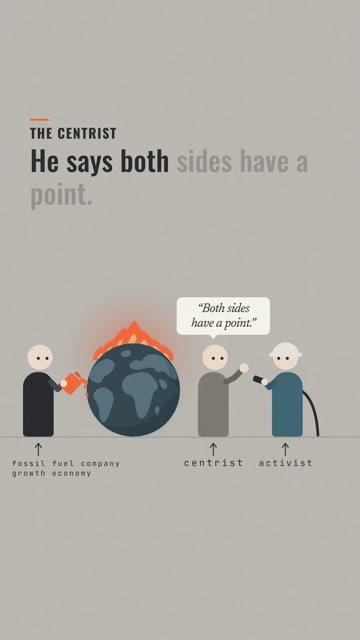 THE CENTRIST
He says both sides have a
point.
“Both sides
have a point.”
fossil fuel company
growth economy
centrist
activist